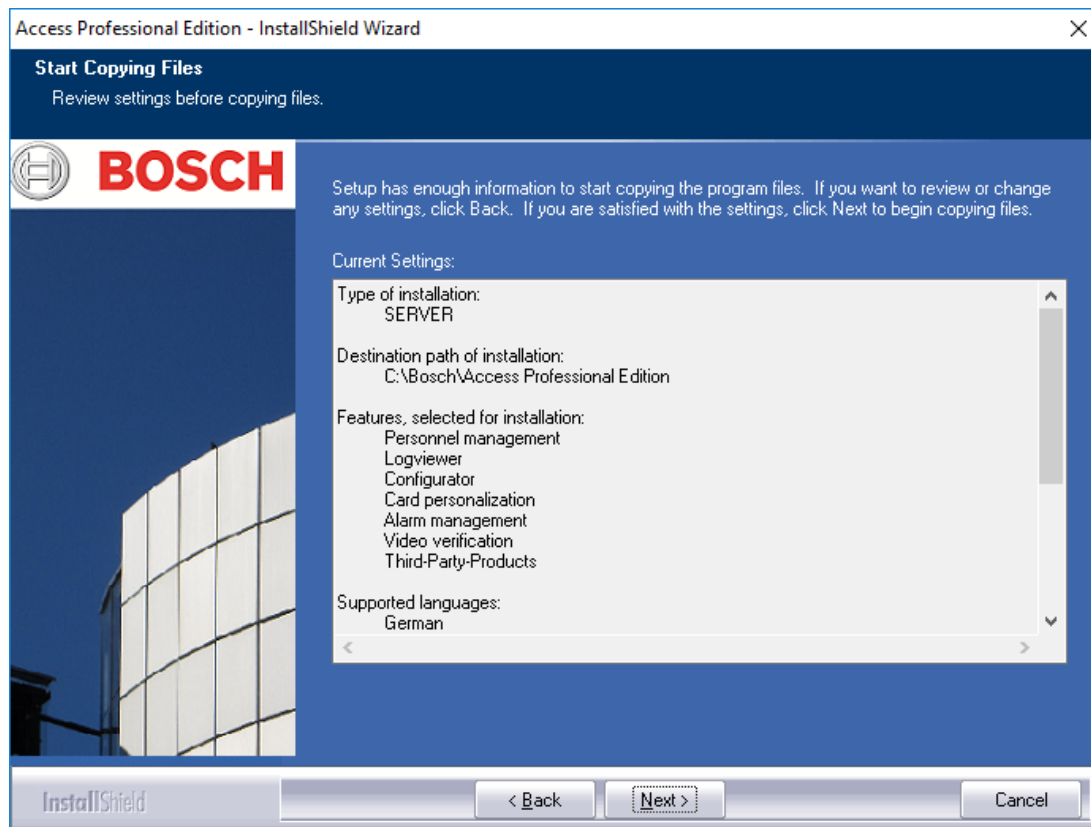 Access Professional Edition - InstallShield Wizard
Start Copying Files
Review settings before copying files.
BOSCH
Setup has enough information to start copying the program files. If you want to review or change
any settings, click Back. If you are satisfied with the settings, click Next to begin copying files.
Current Settings:
Type of installation:
SERVER
Destination path of installation:
C:\Bosch\Access Professional Edition
Features, selected for installation:
Personnel management
Logviewer
Configurator
Card personalization
Alarm management
Video verification
Third-Party-Products
Supported languages:
German
InstallShield
< Back
Next >
Cancel